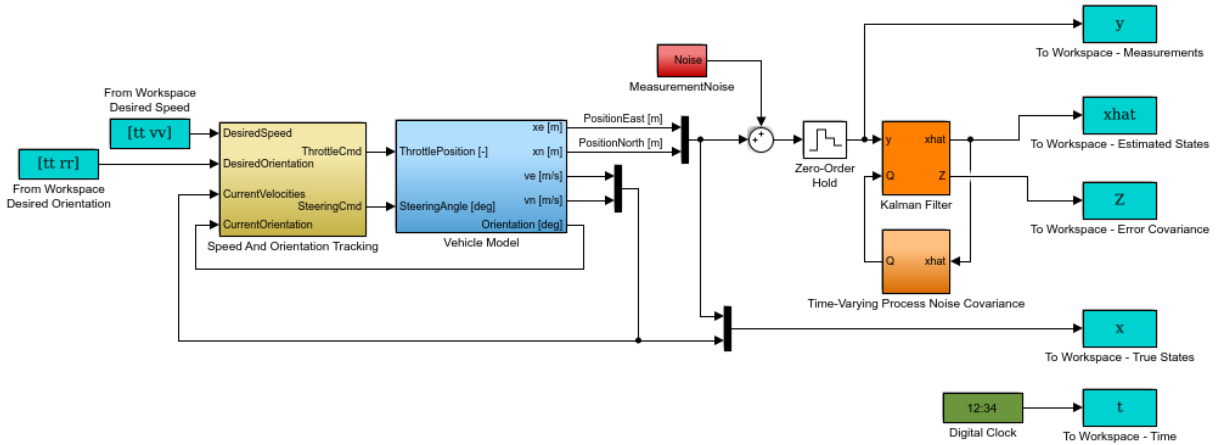 y
To Workspace - Measurements
Noise
MeasurementNoise
From Workspace
Desired Speed
[tt vv]
xhat
To Workspace - Estimated States
[tt rr]
From Workspace
Desired Orientation
DesiredSpeed
DesiredOrientation
CurrentVelocities
CurrentOrientation
ThrottleCmd
SteeringCmd
Speed And Orientation Tracking
ThrottlePosition [-]
SteeringAngle [deg]
xe [m]
xn [m]
ve [m/s]
vn [m/s]
Orientation [deg]
Vehicle Model
PositionEast [m]
PositionNorth [m]
+
+
Zero-Order
Hold
y
Q
xhat
Z
Kalman Filter
Z
To Workspace - Error Covariance
Q
xhat
Time-Varying Process Noise Covariance
x
To Workspace - True States
12:34
Digital Clock
t
To Workspace - Time